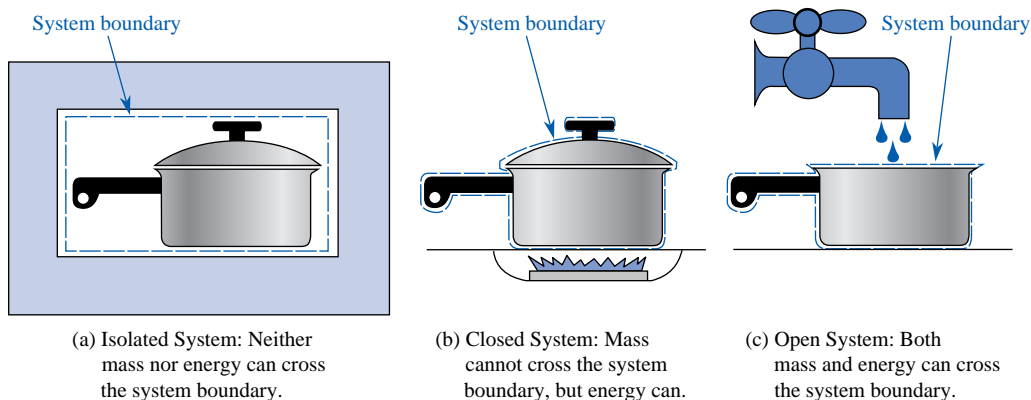 System boundary
System boundary
System boundary
(a) Isolated System: Neither
mass nor energy can cross
the system boundary.
(b) Closed System: Mass
cannot cross the system
boundary, but energy can.
(c) Open System: Both
mass and energy can cross
the system boundary.